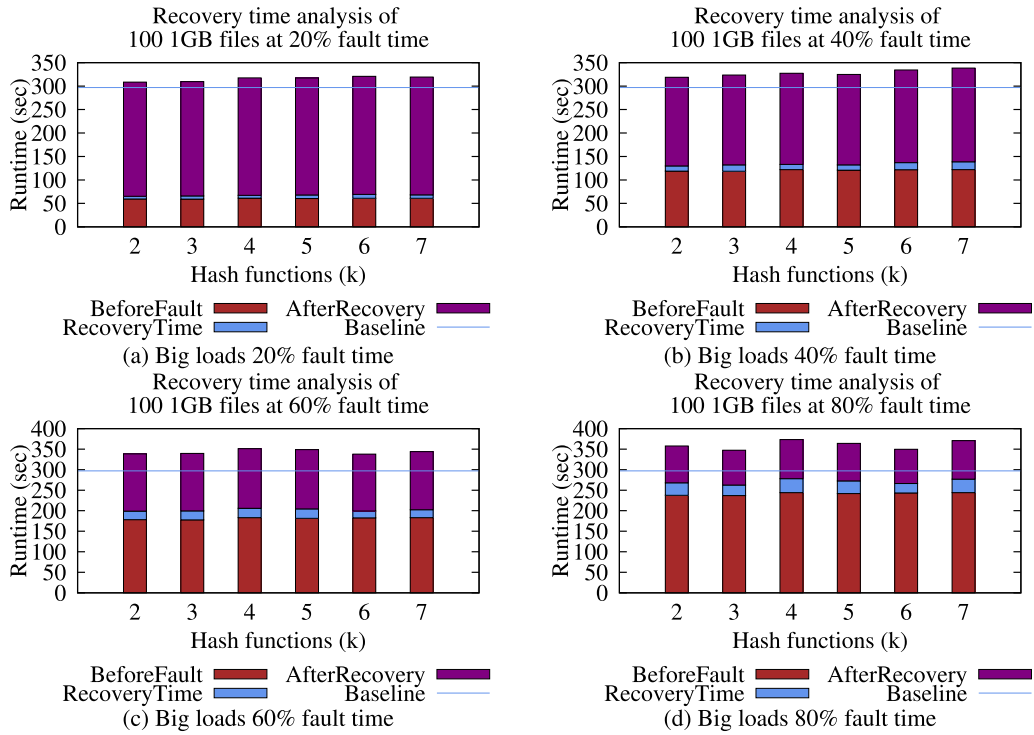 Recovery time analysis of
100 1GB files at 20% fault time
350
300
250
200
150
100
50
0
Runtime (sec)
2 3 4 5 6 7
Hash functions (k)
BeforeFault AfterRecovery
RecoveryTime Baseline
(a) Big loads 20% fault time
Recovery time analysis of
100 1GB files at 40% fault time
350
300
250
200
150
100
50
0
Runtime (sec)
2 3 4 5 6 7
Hash functions (k)
BeforeFault AfterRecovery
RecoveryTime Baseline
(b) Big loads 40% fault time
Recovery time analysis of
100 1GB files at 60% fault time
400
350
300
250
200
150
100
50
0
Runtime (sec)
2 3 4 5 6 7
Hash functions (k)
BeforeFault AfterRecovery
RecoveryTime Baseline
(c) Big loads 60% fault time
Recovery time analysis of
100 1GB files at 80% fault time
400
350
300
250
200
150
100
50
0
Runtime (sec)
2 3 4 5 6 7
Hash functions (k)
BeforeFault AfterRecovery
RecoveryTime Baseline
(d) Big loads 80% fault time